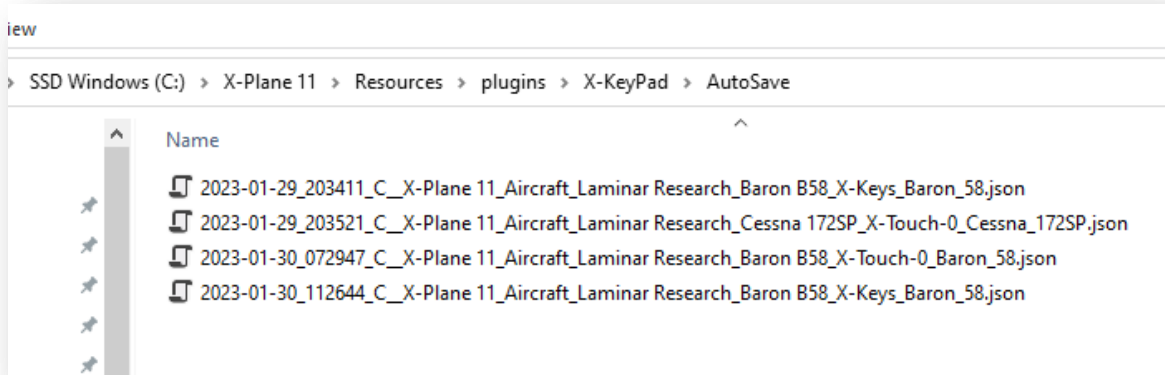 iew
SSD Windows (C:) > X-Plane 11 > Resources > plugins > X-KeyPad > AutoSave
Name
2023-01-29_203411_C__X-Plane 11_Aircraft_Laminar Research_Baron B58_X-Keys_Baron_58.json
2023-01-29_203521_C__X-Plane 11_Aircraft_Laminar Research_Cessna 172SP_X-Touch-0_Cessna_172SP.json
2023-01-30_072947_C__X-Plane 11_Aircraft_Laminar Research_Baron B58_X-Touch-0_Baron_58.json
2023-01-30_112644_C__X-Plane 11_Aircraft_Laminar Research_Baron B58_X-Keys_Baron_58.json